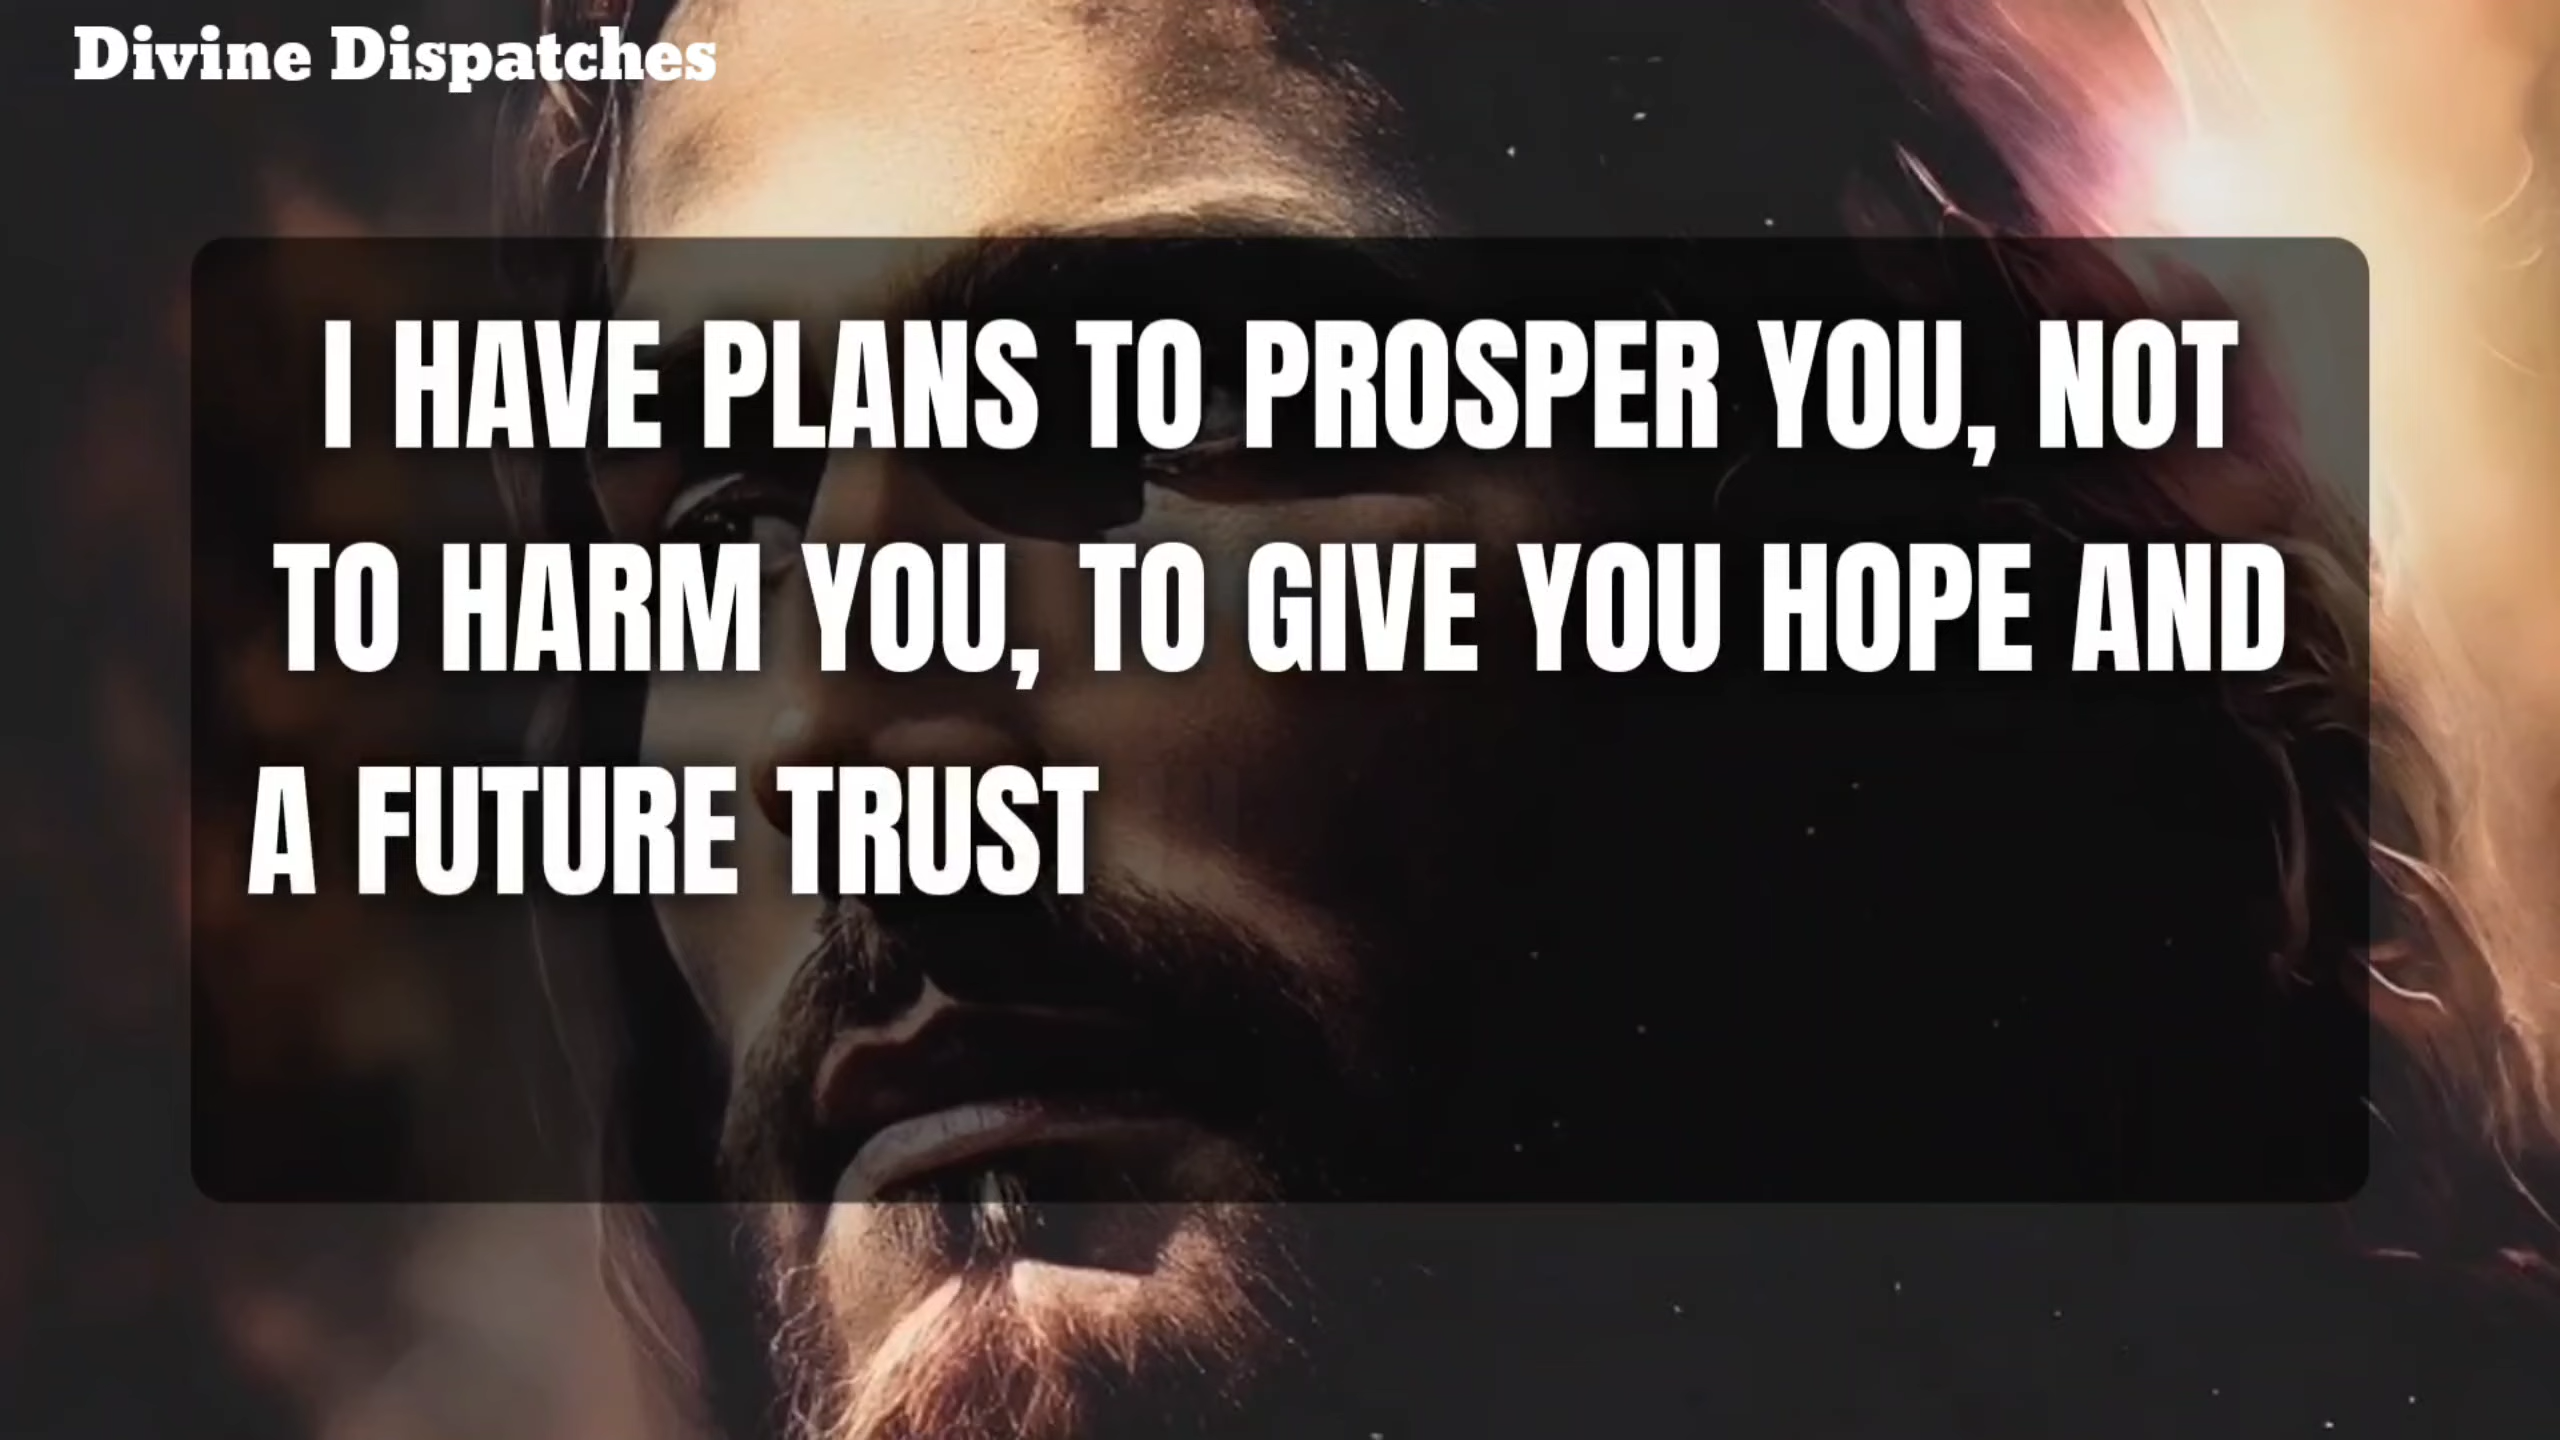 Divine Dispatches
I HAVE PLANS TO PROSPER YOU, NOT
TO HARM YOU, TO GIVE YOU HOPE AND
A FUTURE TRUST